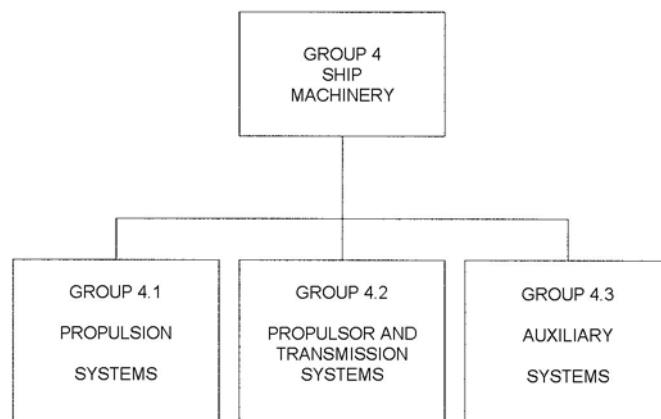 GROUP 4
SHIP
MACHINERY
GROUP 4.1
PROPULSION
SYSTEMS
GROUP 4.2
PROPULSOR AND
TRANSMISSION
SYSTEMS
GROUP 4.3
AUXILIARY
SYSTEMS